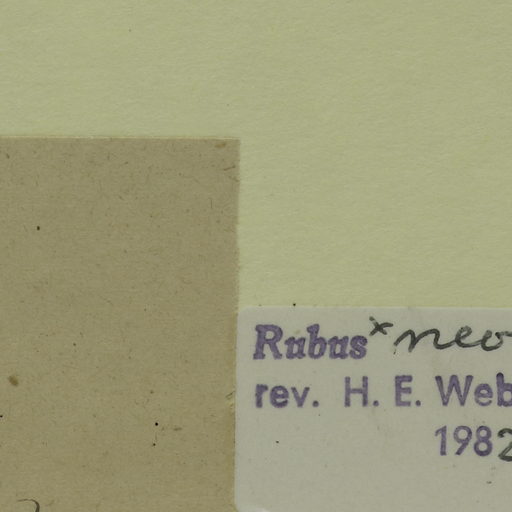 Rubus × neo
rev. H. E. Web
1982